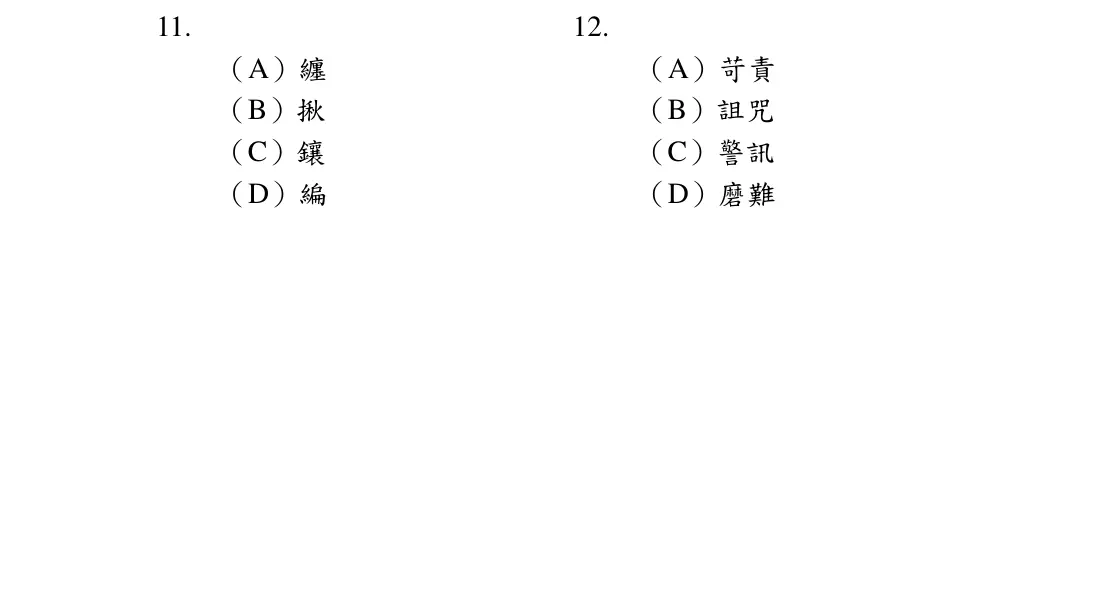 11.
（A）纏
（B）揪
（C）鑲
（D）編
12.
（A）苛責
（B）詛咒
（C）警訊
（D）磨難